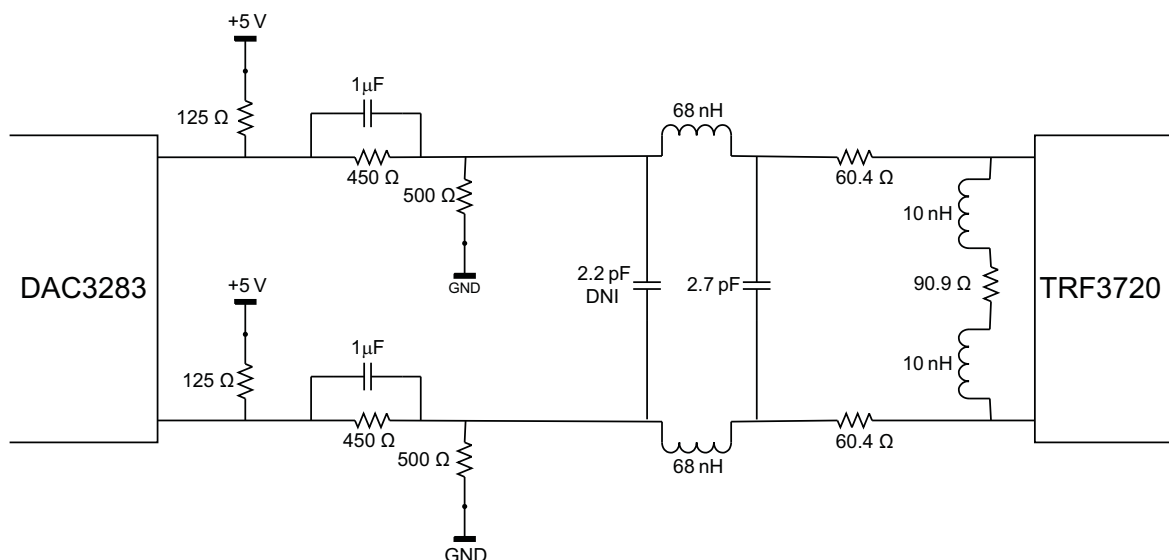 +5 V
125 Ω
1μF
450 Ω
500 Ω
GND
68 nH
60.4 Ω
10 nH
DAC3283
2.2 pF
DNI
2.7 pF
90.9 Ω
TRF3720
+5 V
125 Ω
1μF
450 Ω
500 Ω
GND
68 nH
60.4 Ω
10 nH